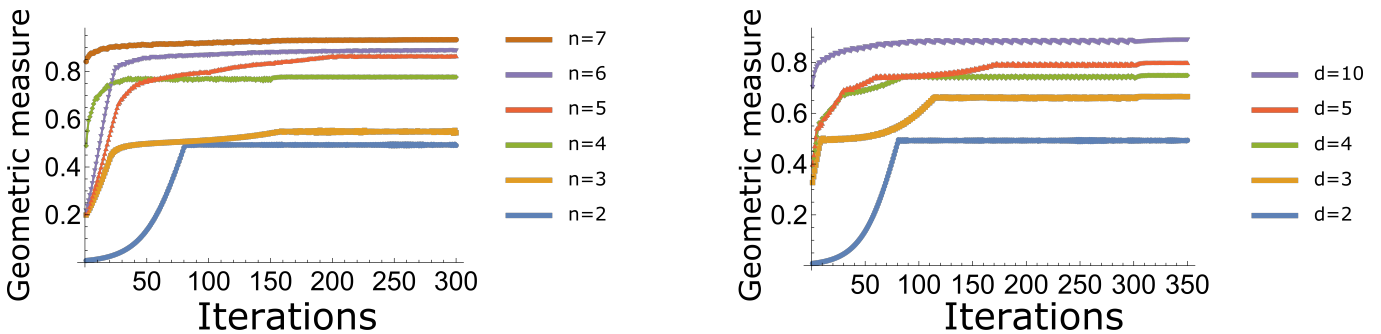 Geometric measure
0.8
0.6
0.4
0.2
50 100 150 200 250 300
Iterations
n=7
n=6
n=5
n=4
n=3
n=2
Geometric measure
0.8
0.6
0.4
0.2
50 100 150 200 250 300 350
Iterations
d=10
d=5
d=4
d=3
d=2